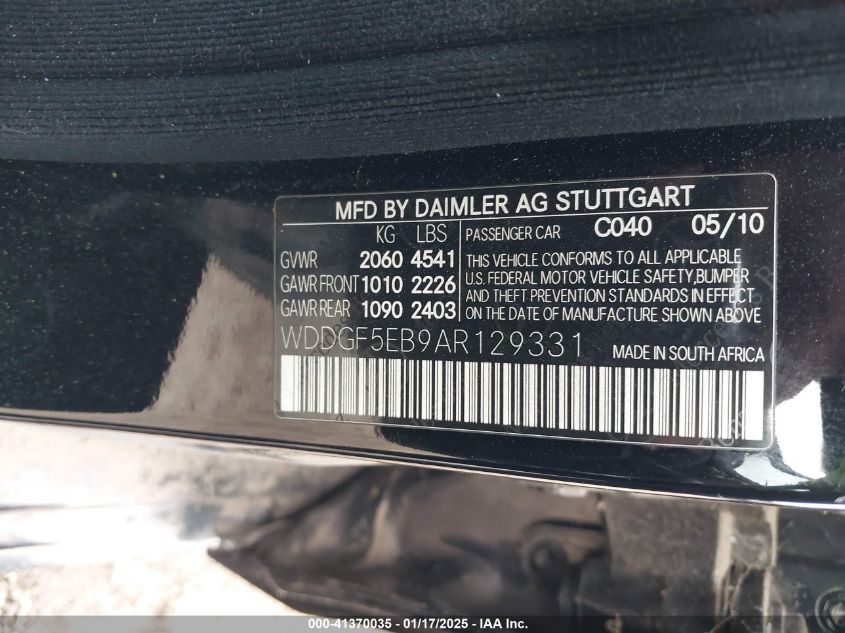 MFD BY DAIMLER AG STUTTGART
KG LBS PASSENGER CAR C040 05/10
GVWR 2060 4541 THIS VEHICLE CONFORMS TO ALL APPLICABLE
GAWR FRONT 1010 2226 U.S. FEDERAL MOTOR VEHICLE SAFETY,BUMPER
GAWR REAR 1090 2403 AND THEFT PREVENTION STANDARDS IN EFFECT
ON THE DATE OF MANUFACTURE SHOWN ABOVE
WDDGF5EB9AR129331 MADE IN SOUTH AFRICA
000-41370035 - 01/17/2025 - IAA Inc.